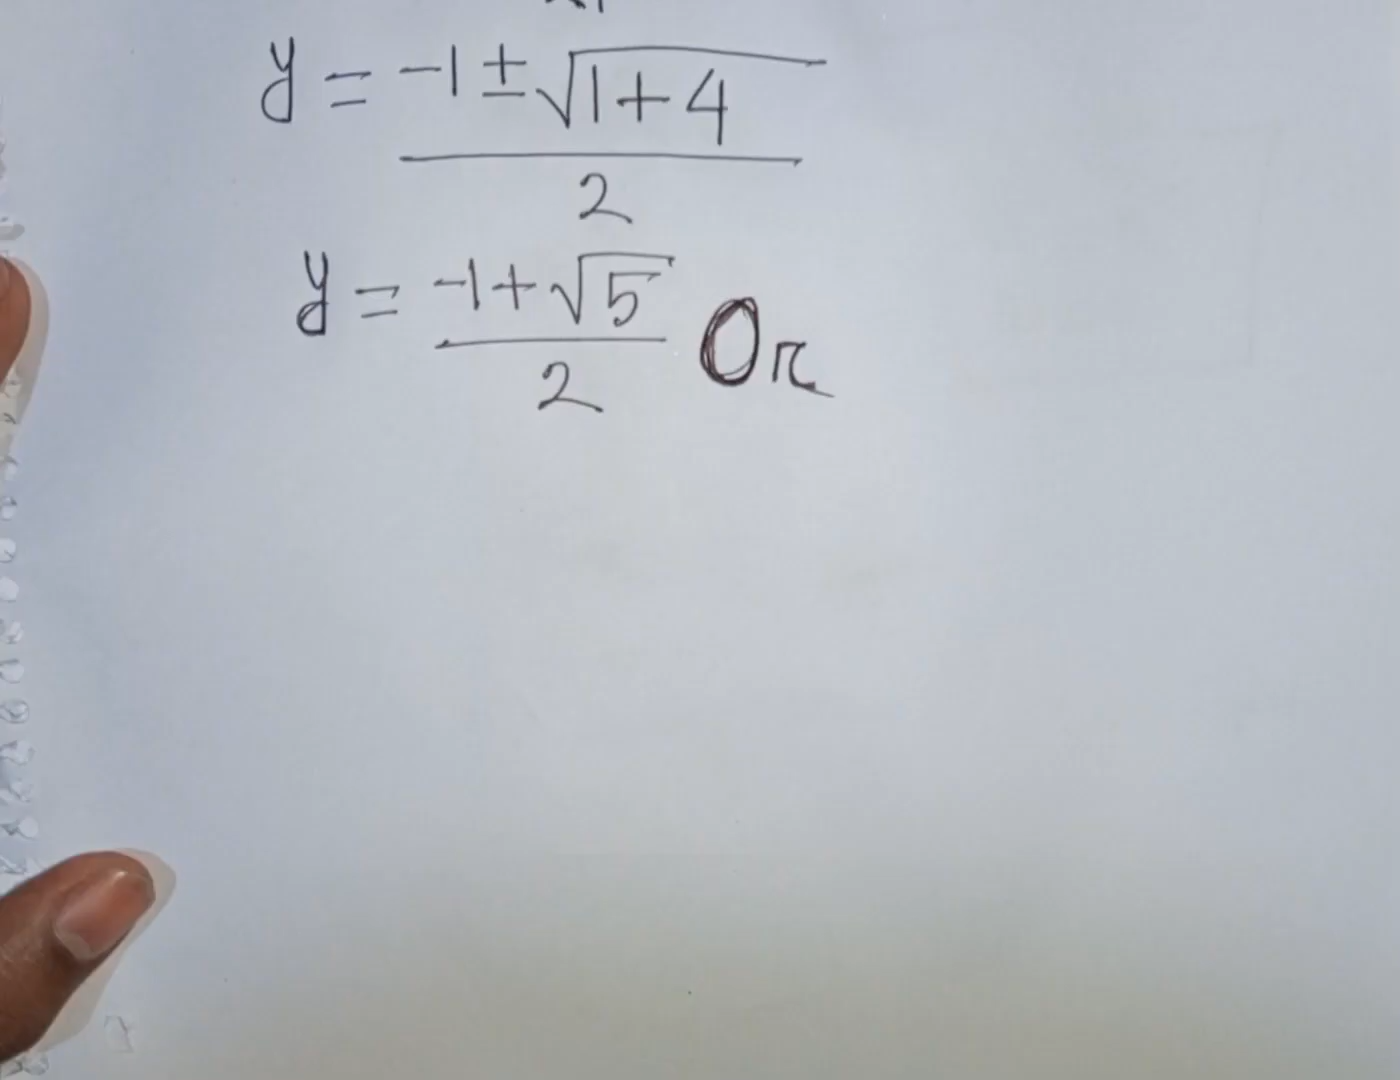 y = -1 ± √1+4
2
y = -1+√5 Or
2